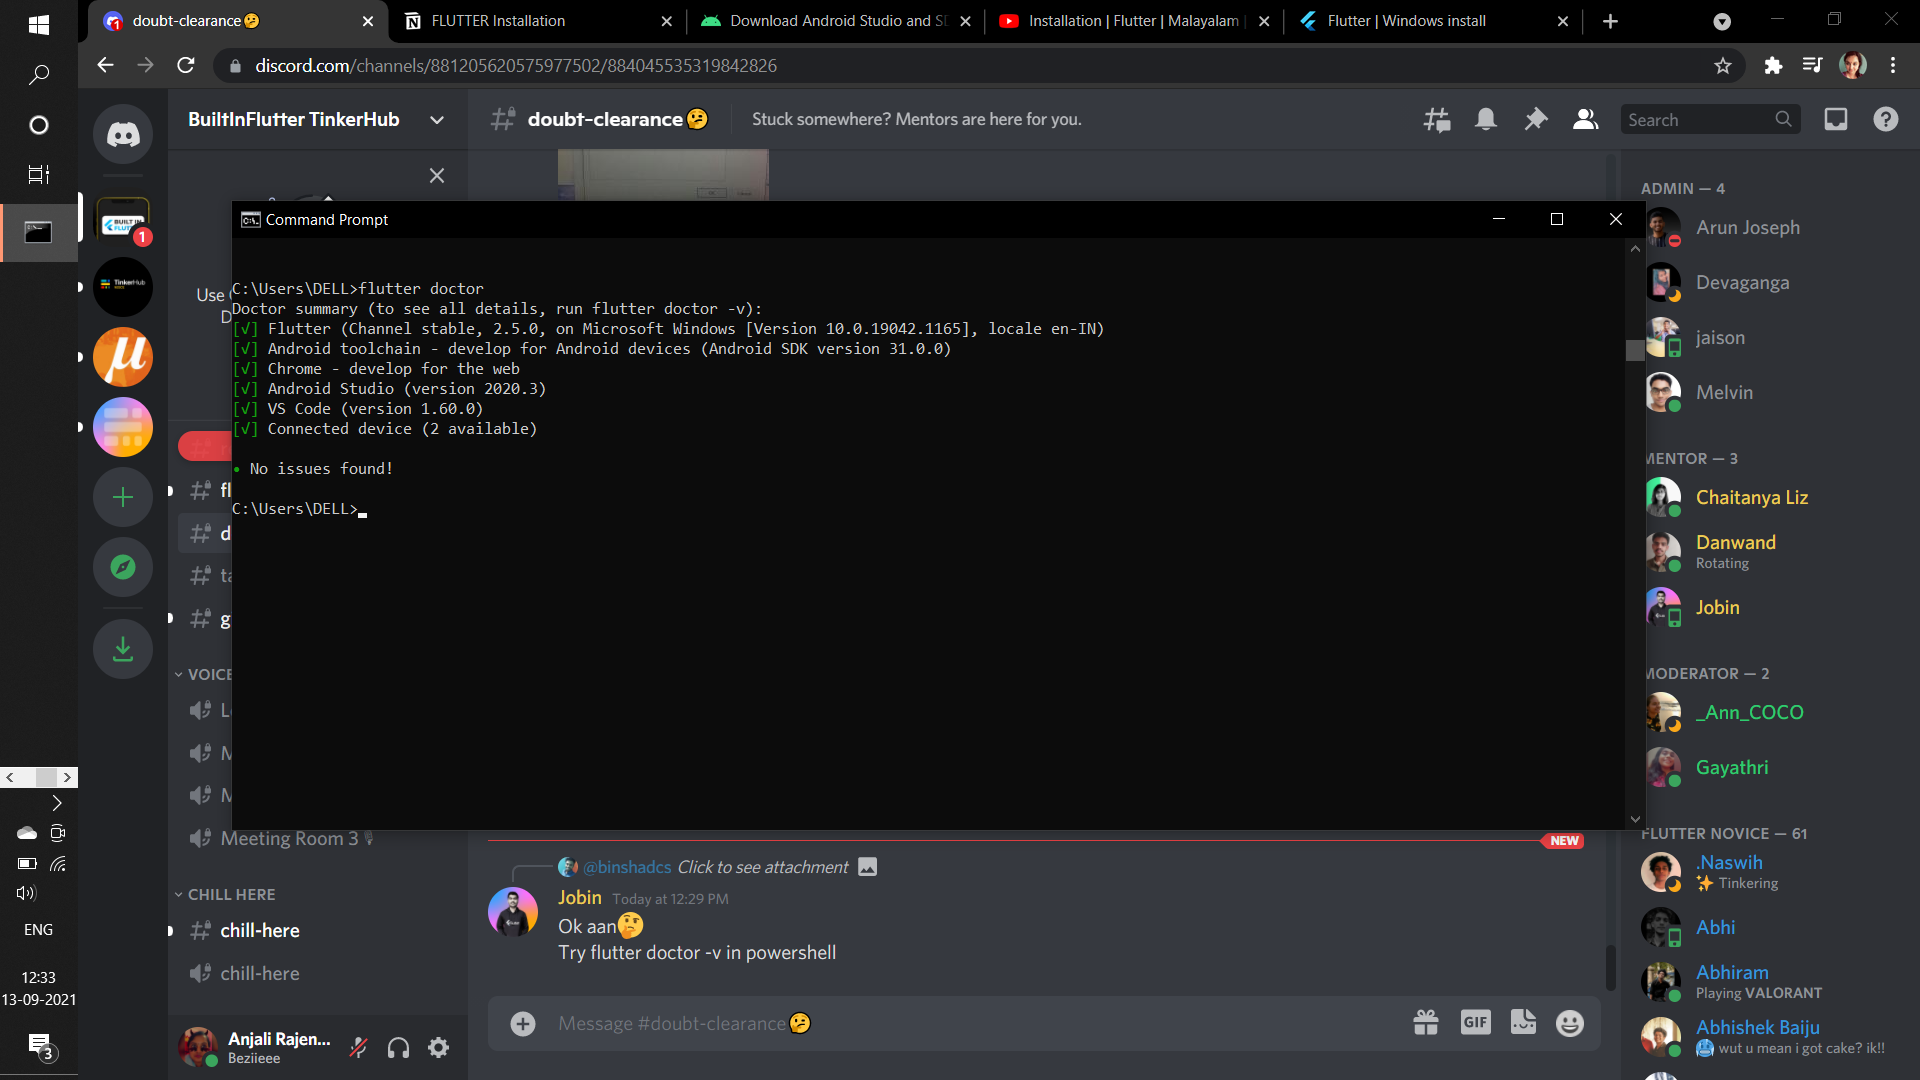 doubt-clearance🤔
FLUTTER Installation
Download Android Studio and SD
Installation | Flutter | Malayalam |
Flutter | Windows install
discord.com/channels/881205620575977502/884045535319842826
BuiltInFlutter TinkerHub
doubt-clearance🤔
Stuck somewhere? Mentors are here for you.
Search
Command Prompt
C:\Users\DELL>flutter doctor
Doctor summary (to see all details, run flutter doctor -v):
[√] Flutter (Channel stable, 2.5.0, on Microsoft Windows [Version 10.0.19042.1165], locale en-IN)
[√] Android toolchain - develop for Android devices (Android SDK version 31.0.0)
[√] Chrome - develop for the web
[√] Android Studio (version 2020.3)
[√] VS Code (version 1.60.0)
[√] Connected device (2 available)
• No issues found!
C:\Users\DELL>
BUILT IN
1
TinkerHub
μ
Use
D
fl
d
ta
g
VOICE
L
M
M
Meeting Room 3
CHILL HERE
chill-here
chill-here
Anjali Rajen...
Beziieee
NEW
@binshadcs Click to see attachment
Jobin Today at 12:29 PM
Ok aan🤔
Try flutter doctor -v in powershell
Message #doubt-clearance🤔
GIF
ADMIN — 4
Arun Joseph
Devaganga
jaison
Melvin
MENTOR — 3
Chaitanya Liz
Danwand
Rotating
Jobin
MODERATOR — 2
_Ann_COCO
Gayathri
FLUTTER NOVICE — 61
.Naswih
✨ Tinkering
Abhi
Abhiram
Playing VALORANT
Abhishek Baiju
🥶 wut u mean i got cake? ik!!
ENG
12:33
13-09-2021
3